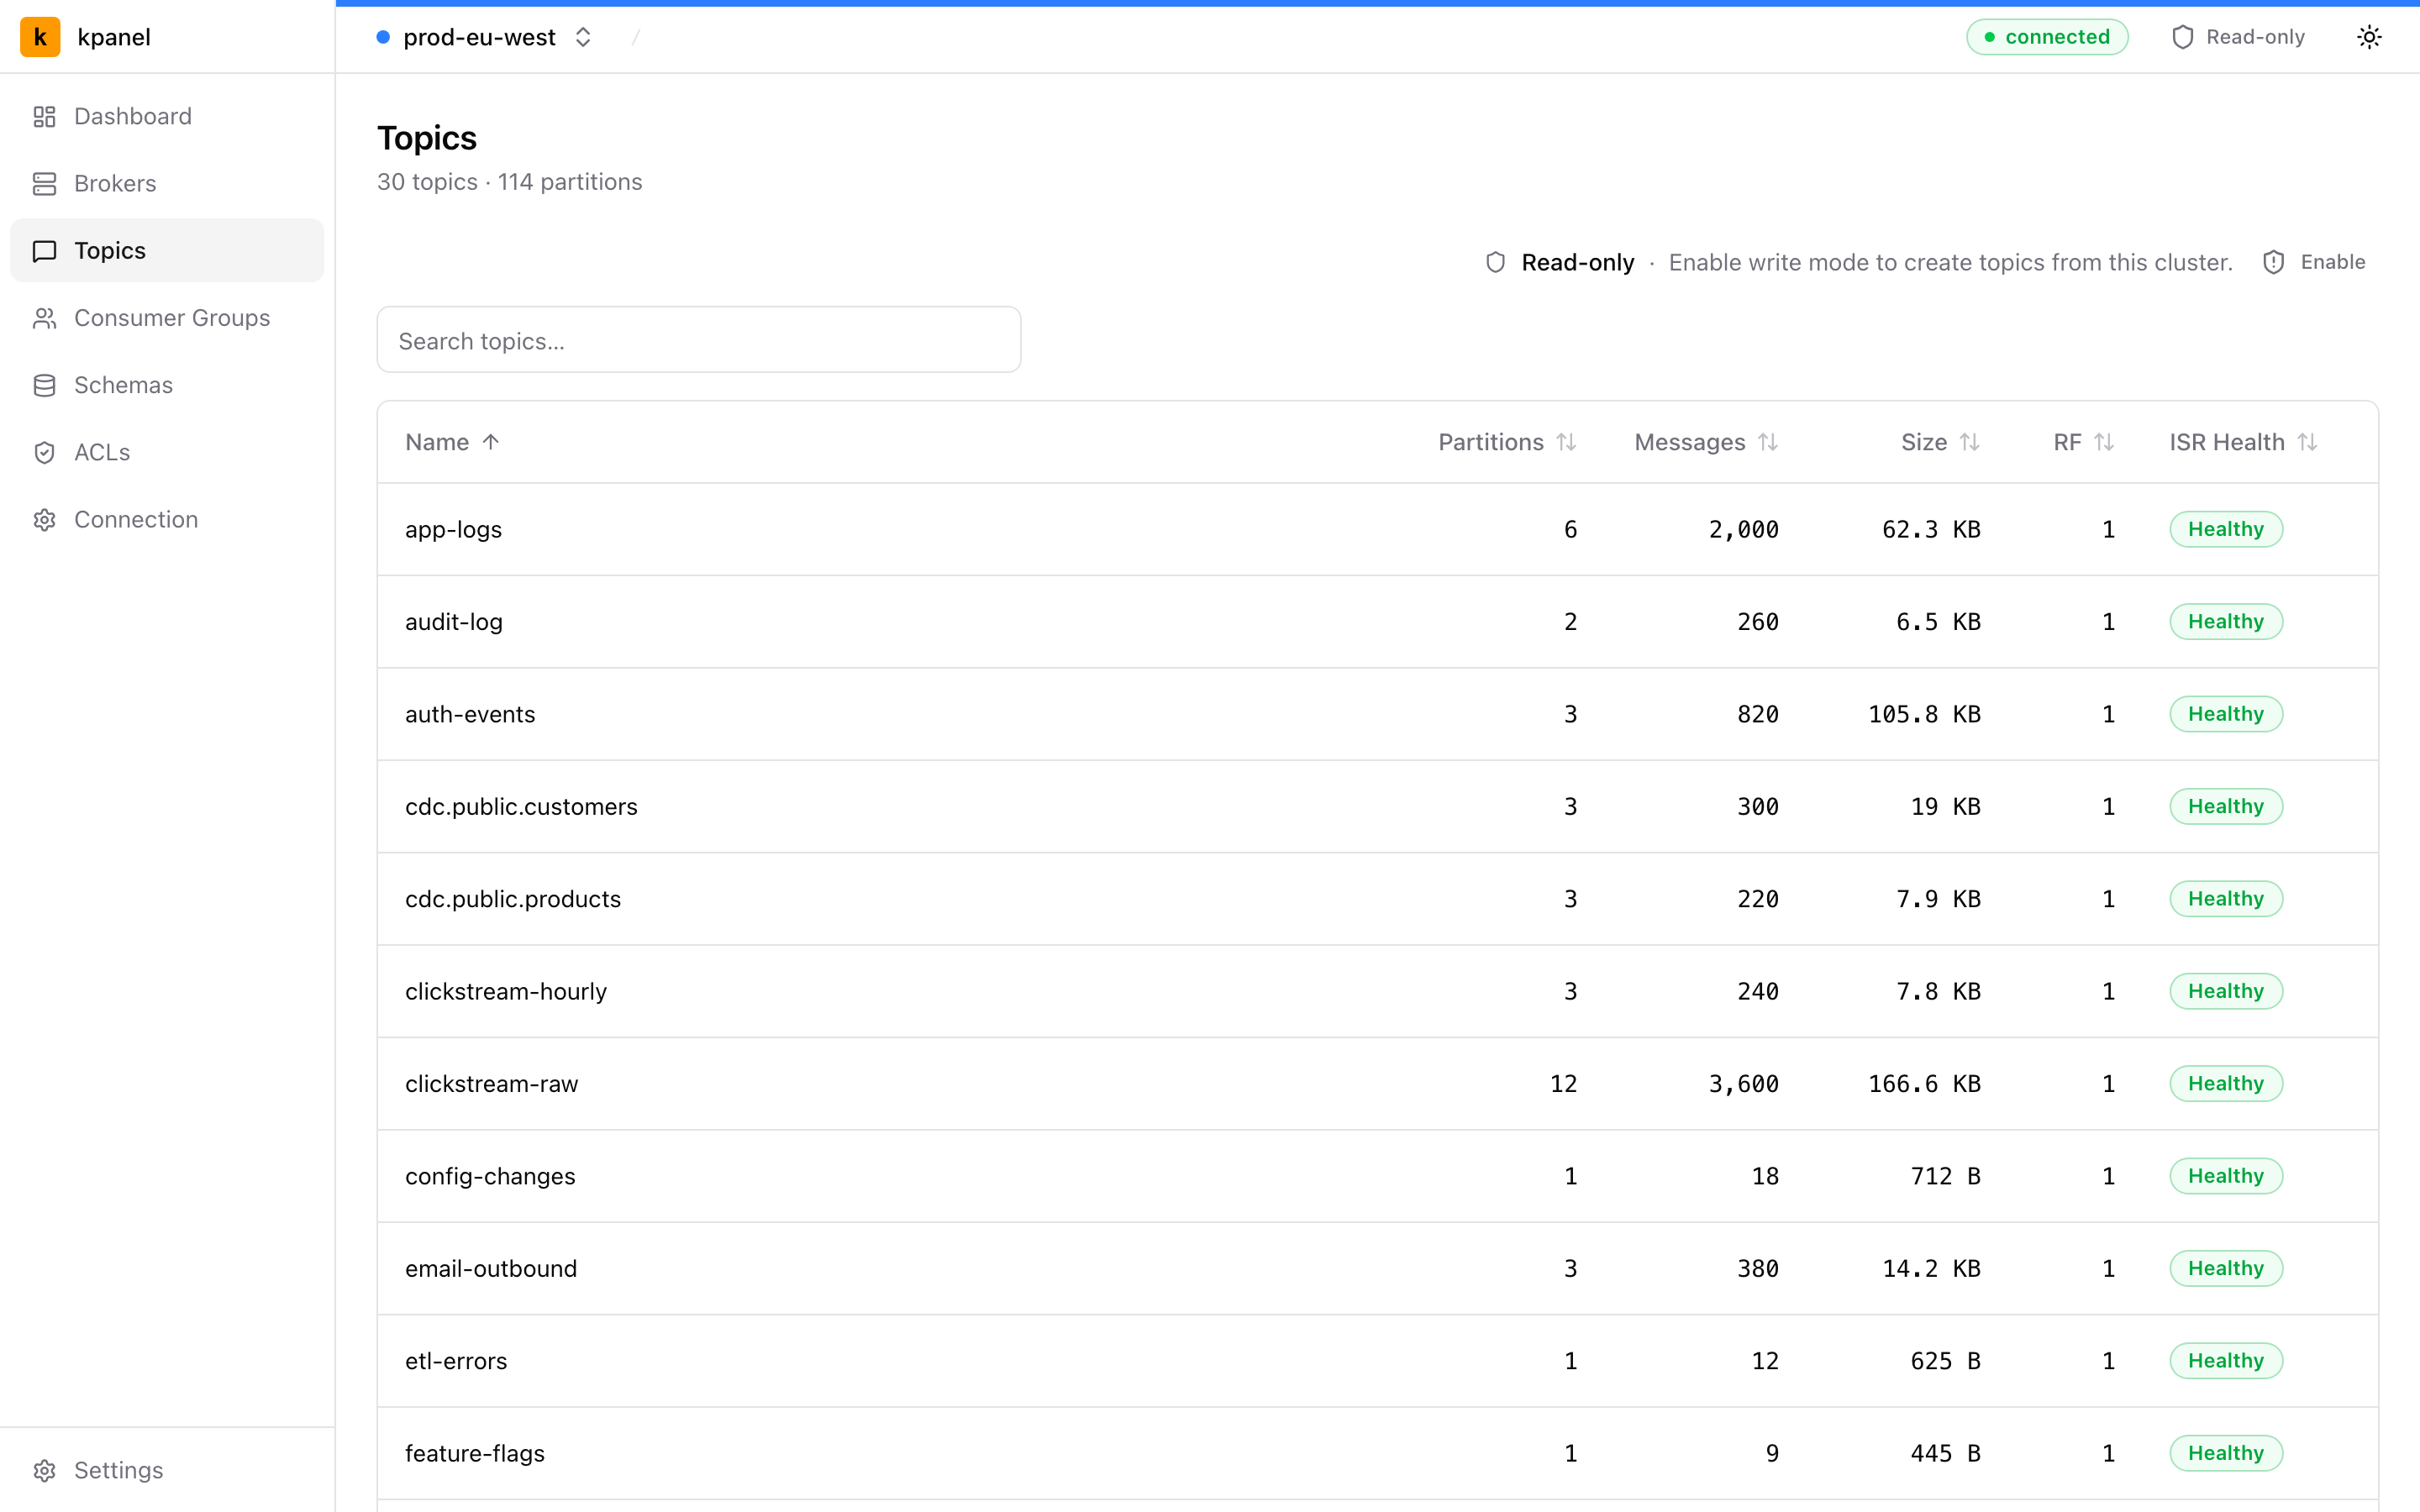 k kpanel
prod-eu-west /
connected
Read-only
Dashboard
Brokers
Topics
Consumer Groups
Schemas
ACLs
Connection
Settings
Topics
30 topics · 114 partitions
Read-only · Enable write mode to create topics from this cluster. Enable
Search topics...
Name Partitions Messages Size RF ISR Health
app-logs 6 2,000 62.3 KB 1 Healthy
audit-log 2 260 6.5 KB 1 Healthy
auth-events 3 820 105.8 KB 1 Healthy
cdc.public.customers 3 300 19 KB 1 Healthy
cdc.public.products 3 220 7.9 KB 1 Healthy
clickstream-hourly 3 240 7.8 KB 1 Healthy
clickstream-raw 12 3,600 166.6 KB 1 Healthy
config-changes 1 18 712 B 1 Healthy
email-outbound 3 380 14.2 KB 1 Healthy
etl-errors 1 12 625 B 1 Healthy
feature-flags 1 9 445 B 1 Healthy